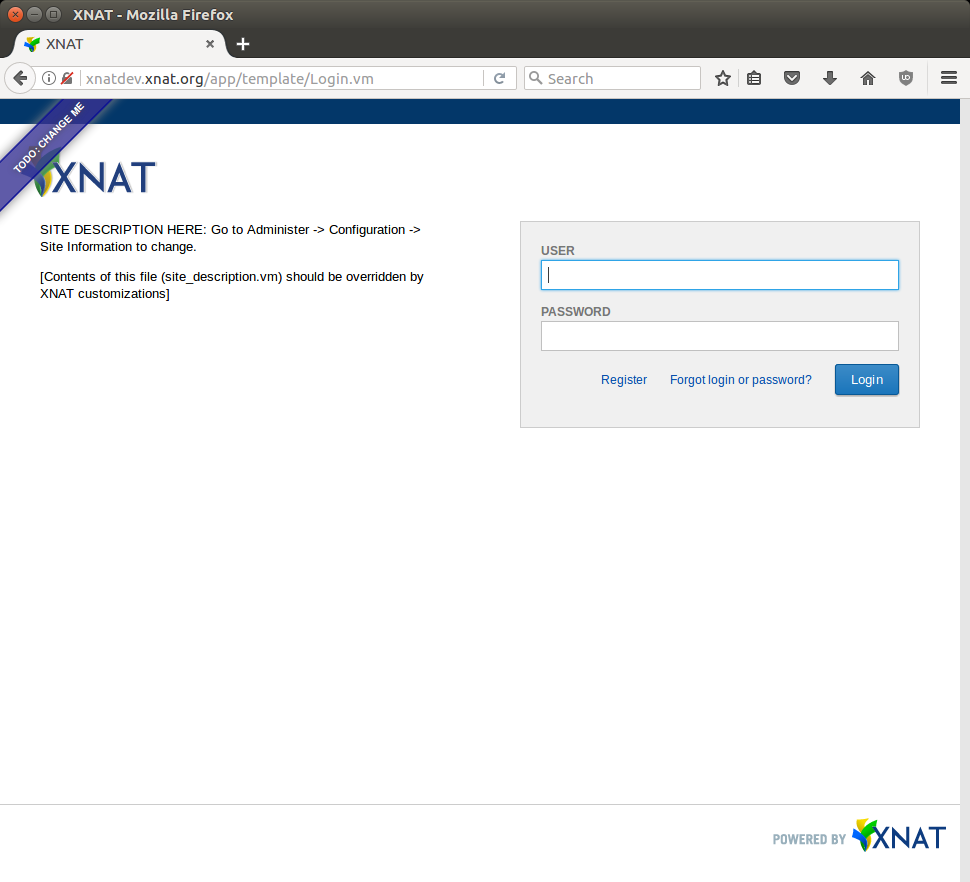 XNAT - Mozilla Firefox
XNAT
xnatdev.xnat.org/app/template/Login.vm
Search
TODO: CHANGE ME
XNAT
SITE DESCRIPTION HERE: Go to Administer -> Configuration ->
Site Information to change.
[Contents of this file (site_description.vm) should be overridden by
XNAT customizations]
USER
PASSWORD
Register
Forgot login or password?
Login
POWERED BY XNAT